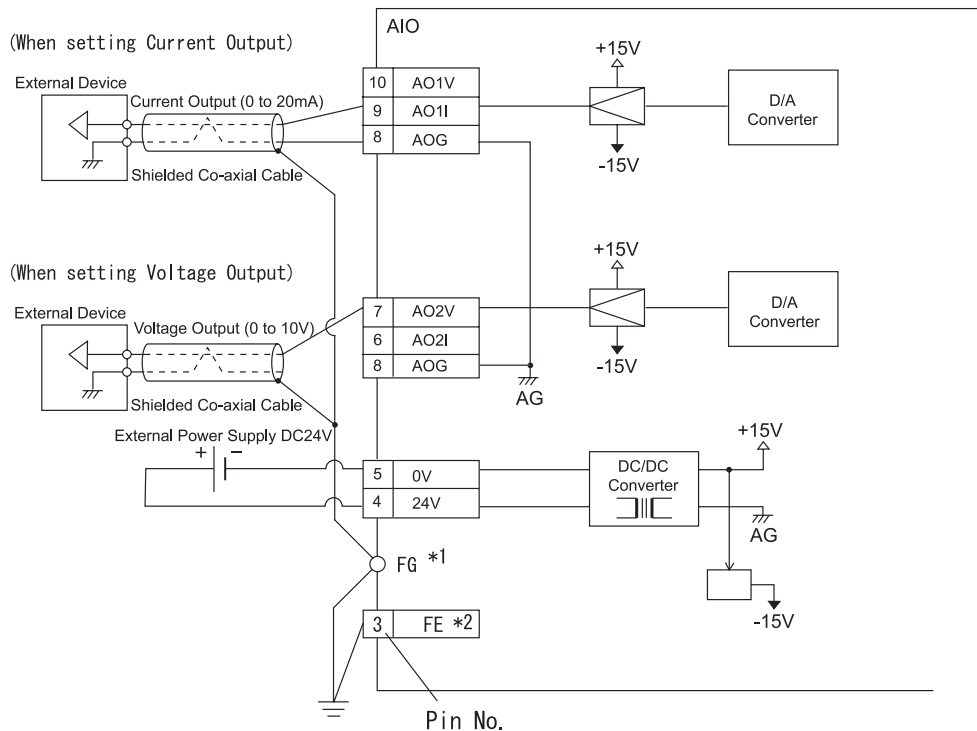 AIO
(When setting Current Output)
External Device
Current Output (0 to 20mA)
Shielded Co-axial Cable
10 AO1V
9 AO1I
8 AOG
+15V
-15V
D/A
Converter
(When setting Voltage Output)
External Device
Voltage Output (0 to 10V)
Shielded Co-axial Cable
7 AO2V
6 AO2I
8 AOG
AG
+15V
-15V
D/A
Converter
External Power Supply DC24V
+ −
5 0V
4 24V
DC/DC
Converter
+15V
AG
-15V
FG *1
3 FE *2
Pin No.